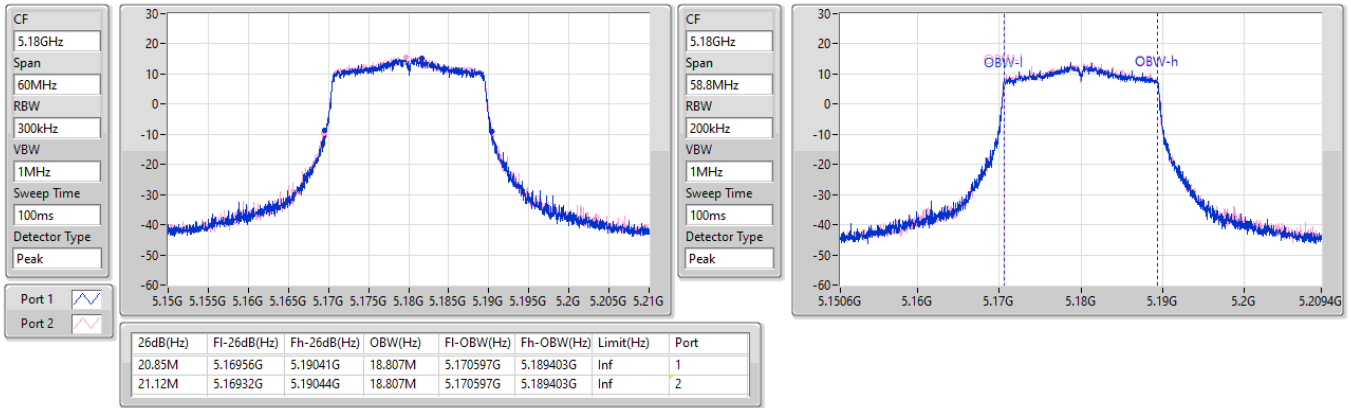 CF
5.18GHz
Span
60MHz
RBW
300kHz
VBW
1MHz
Sweep Time
100ms
Detector Type
Peak
Port 1
Port 2
30
20
10
0
-10
-20
-30
-40
-50
-60
5.15G 5.155G 5.16G 5.165G 5.17G 5.175G 5.18G 5.185G 5.19G 5.195G 5.2G 5.205G 5.21G
CF
5.18GHz
Span
58.8MHz
RBW
200kHz
VBW
1MHz
Sweep Time
100ms
Detector Type
Peak
30
20
10
0
-10
-20
-30
-40
-50
-60
OBW-l OBW-h
5.1506G 5.16G 5.17G 5.18G 5.19G 5.2G 5.2094G
26dB(Hz) Fl-26dB(Hz) Fh-26dB(Hz) OBW(Hz) Fl-OBW(Hz) Fh-OBW(Hz) Limit(Hz) Port
20.85M 5.16956G 5.19041G 18.807M 5.170597G 5.189403G Inf 1
21.12M 5.16932G 5.19044G 18.807M 5.170597G 5.189403G Inf 2